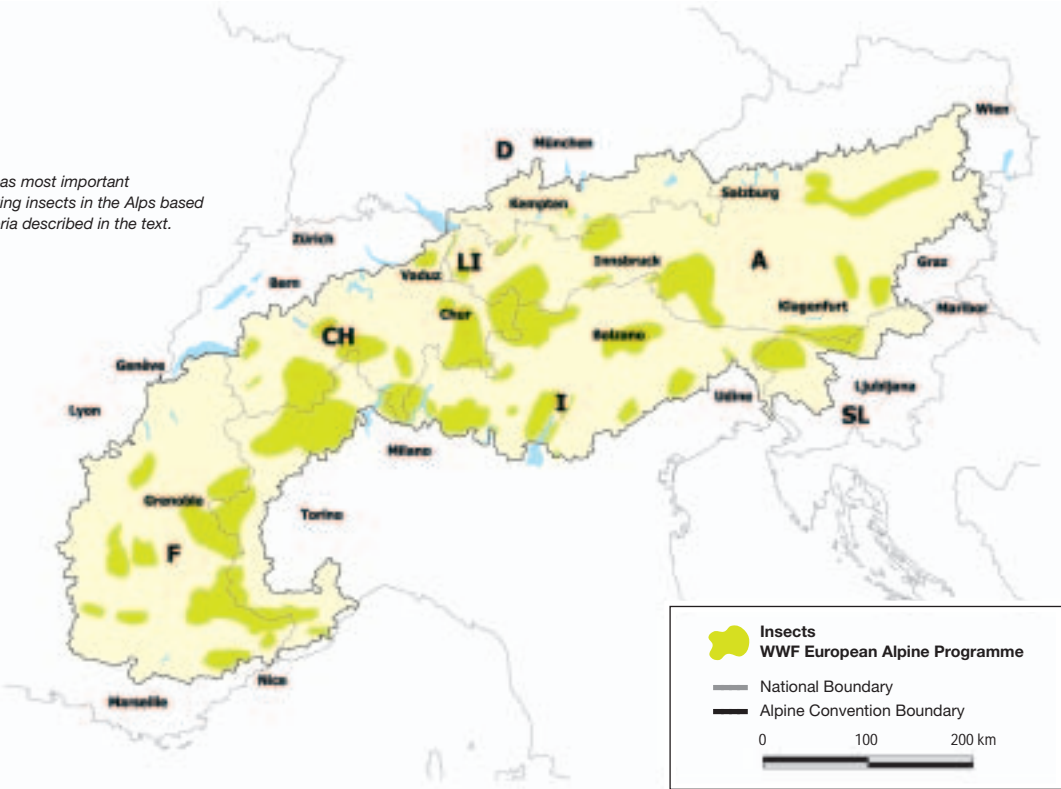 as most important
ing insects in the Alps based
ria described in the text.
Wien
D
München
Salzburg
Kempten
Zürich
LI
Innsbruck
A
Graz
Vaduz
Bern
Chur
Klagenfurt
Maribor
CH
Bolzano
Genève
Ljubljana
Udine
I
Lyon
SL
Milano
Grenoble
Torino
F
Nice
Marseille
Insects
WWF European Alpine Programme
National Boundary
Alpine Convention Boundary
0 100 200 km